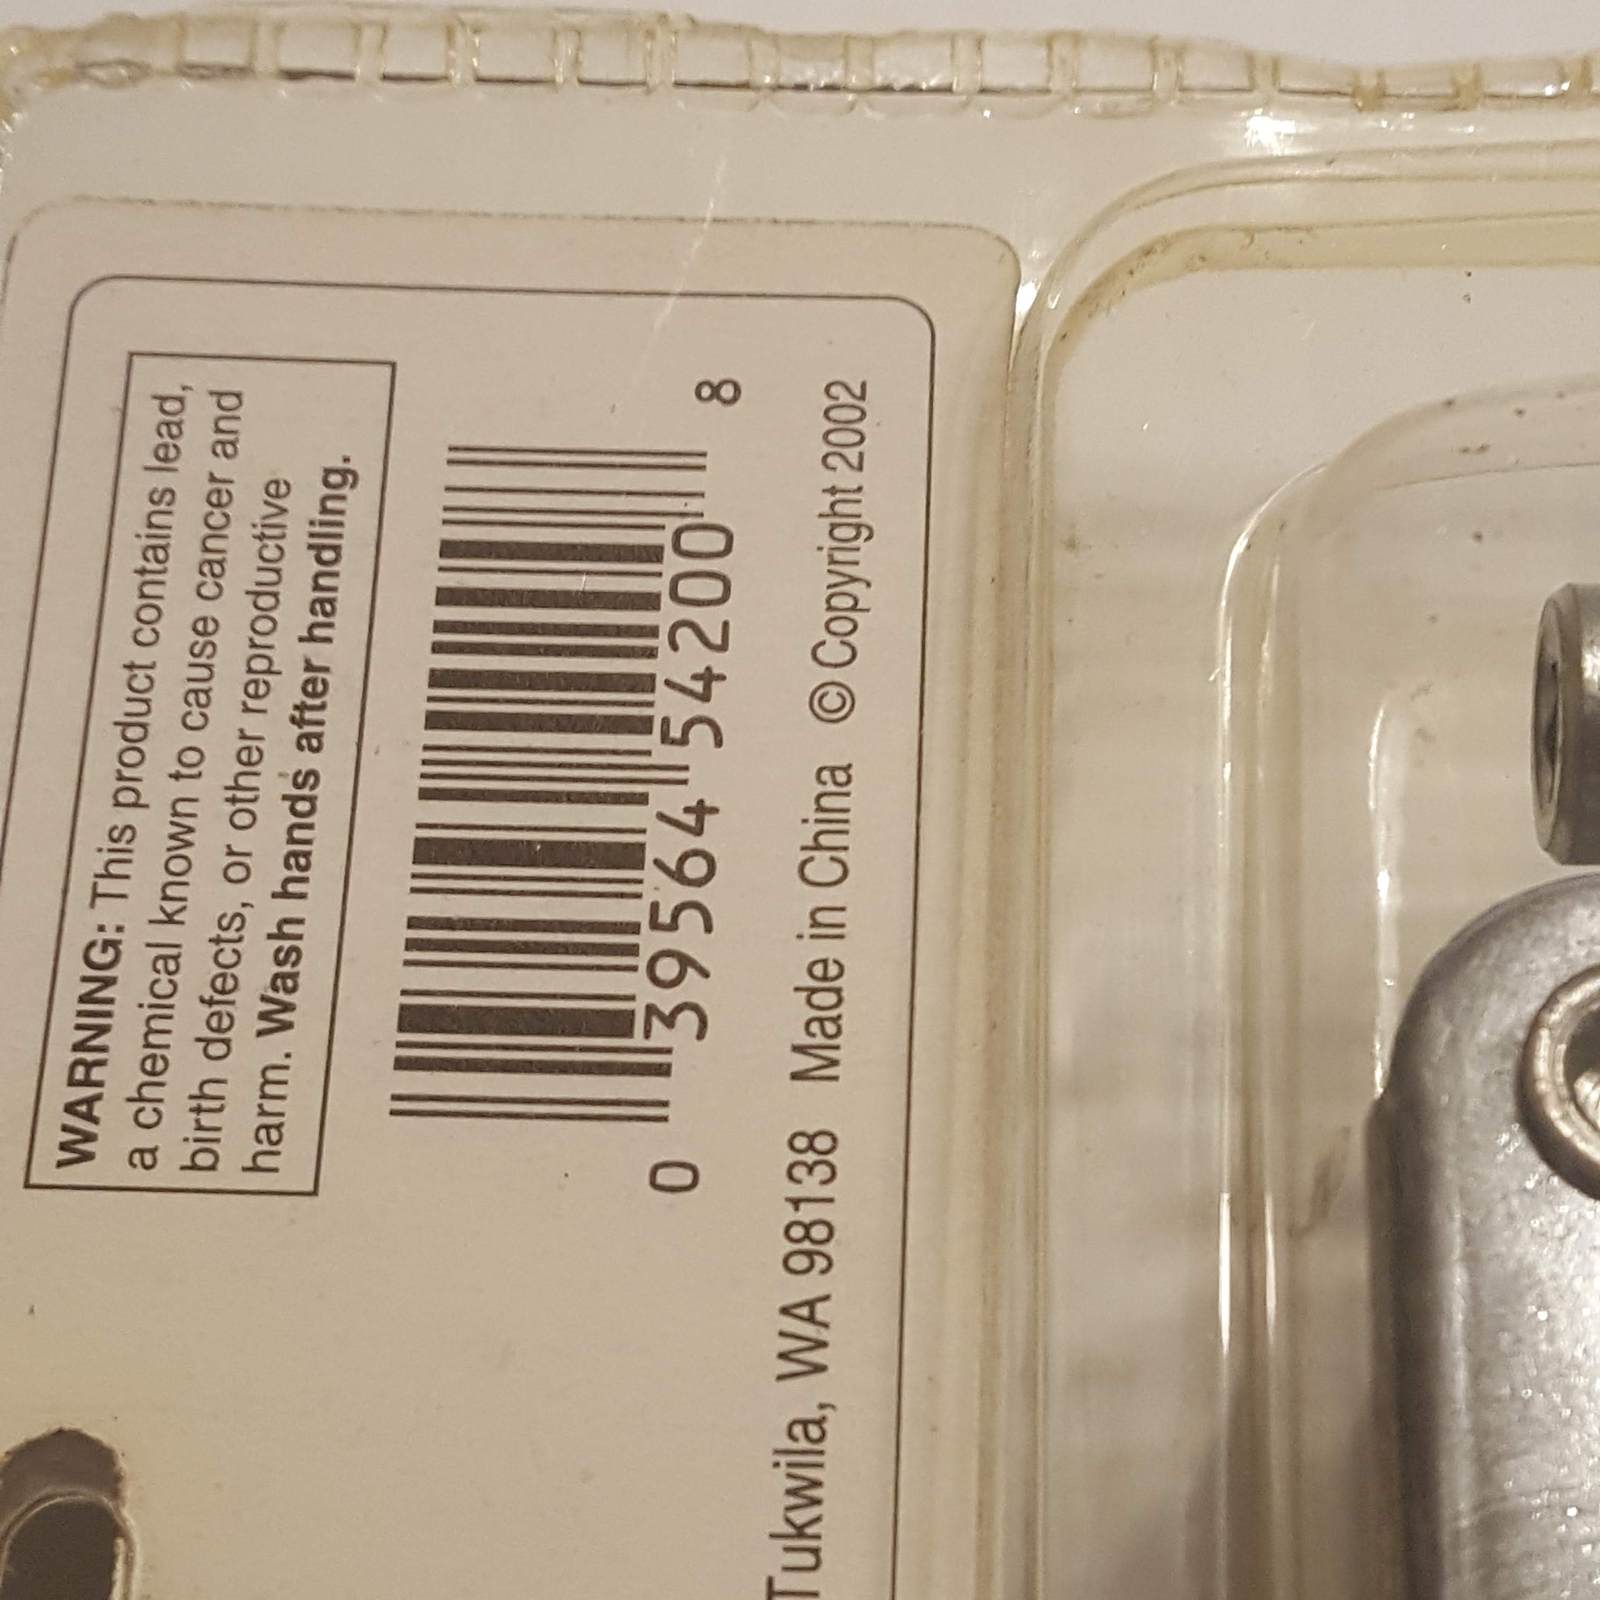 WARNING: This product contains lead,
a chemical known to cause cancer and
birth defects, or other reproductive
harm. Wash hands after handling.
0 39564 54200 8
Tukwila, WA 98138 Made in China © Copyright 2002